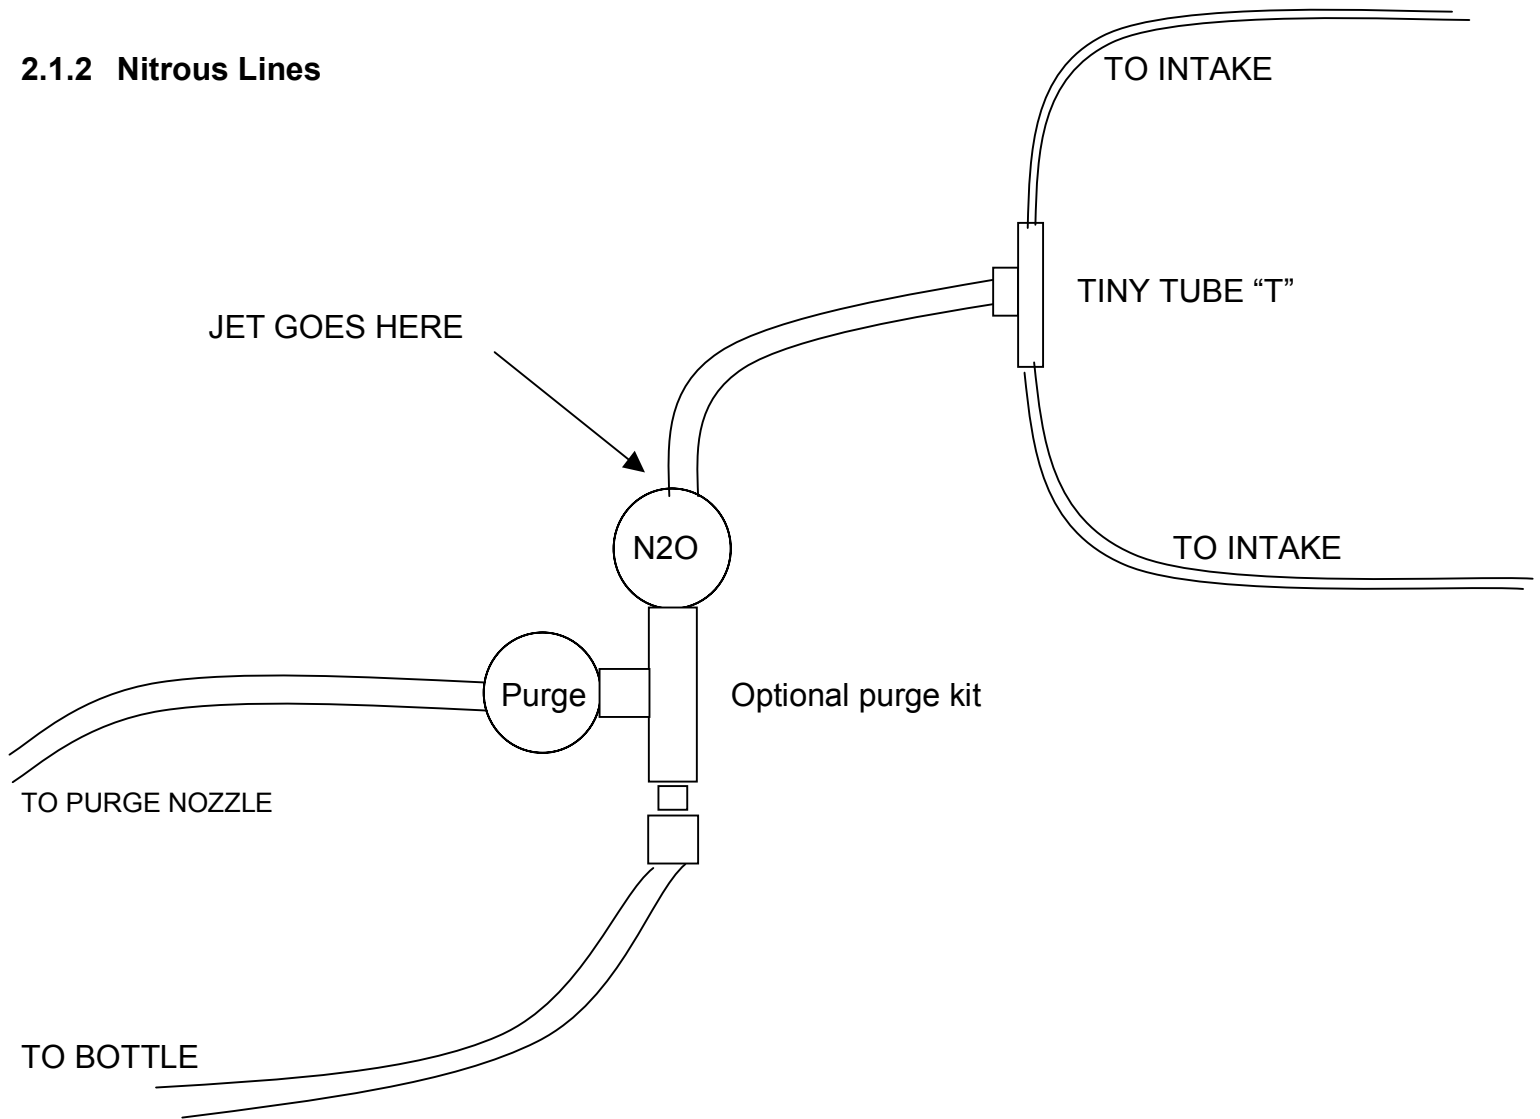 2.1.2 Nitrous Lines
TO INTAKE
TINY TUBE “T”
JET GOES HERE
N2O
TO INTAKE
Purge
Optional purge kit
TO PURGE NOZZLE
TO BOTTLE